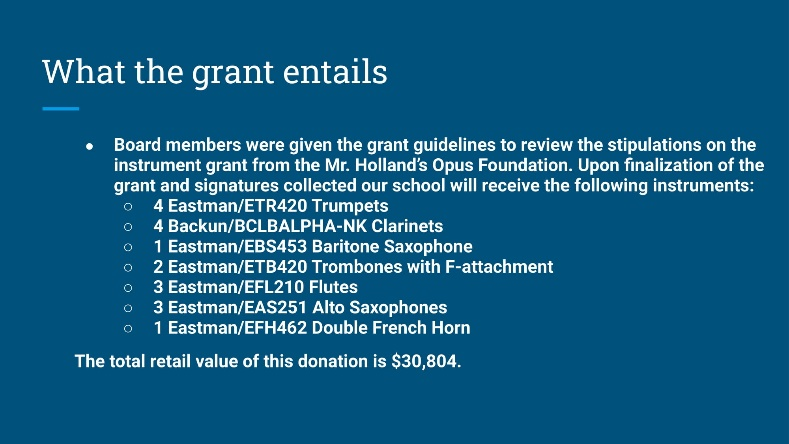 What the grant entails
● Board members were given the grant guidelines to review the stipulations on the
instrument grant from the Mr. Holland's Opus Foundation. Upon finalization of the
grant and signatures collected our school will receive the following instruments:
○ 4 Eastman/ETR420 Trumpets
○ 4 Backun/BCLBALPHA-NK Clarinets
○ 1 Eastman/EBS453 Baritone Saxophone
○ 2 Eastman/ETB420 Trombones with F-attachment
○ 3 Eastman/EFL210 Flutes
○ 3 Eastman/EAS251 Alto Saxophones
○ 1 Eastman/EFH462 Double French Horn
The total retail value of this donation is $30,804.